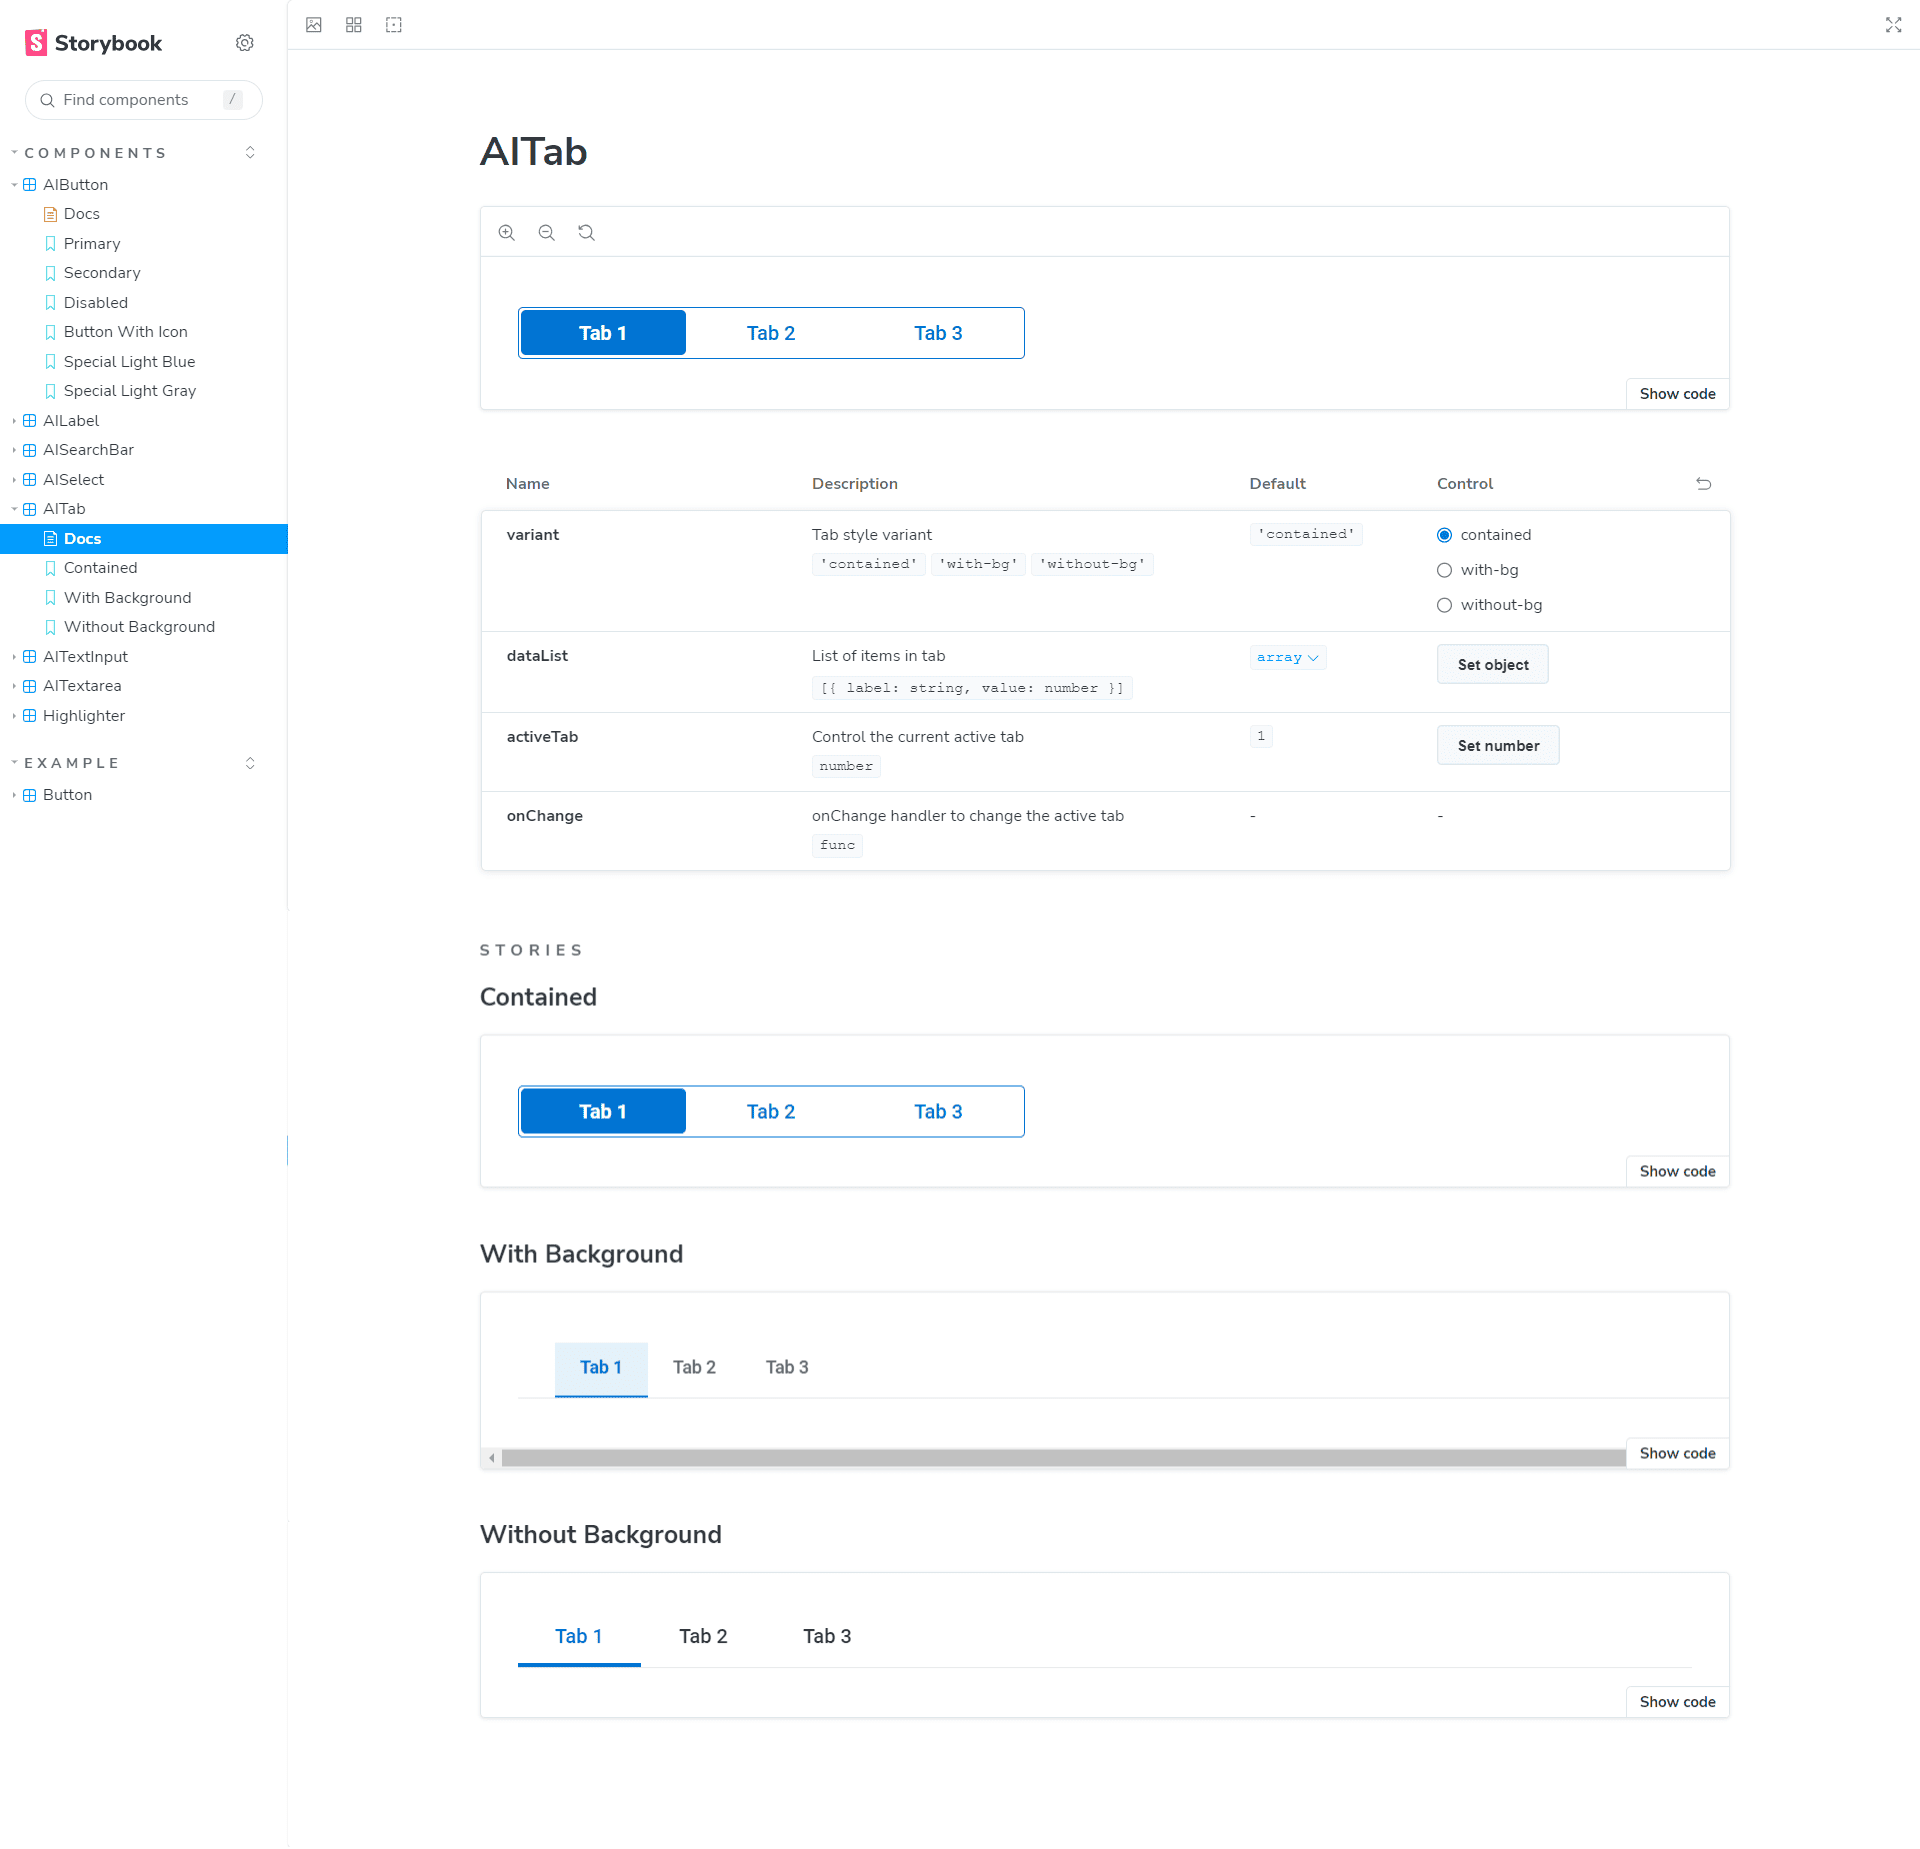 Storybook
Find components /
COMPONENTS
AIButton
Docs
Primary
Secondary
Disabled
Button With Icon
Special Light Blue
Special Light Gray
AILabel
AISearchBar
AISelect
AITab
Docs
Contained
With Background
Without Background
AITextInput
AITextarea
Highlighter
EXAMPLE
Button
AITab
Tab 1 Tab 2 Tab 3
Show code
Name Description Default Control
variant Tab style variant 'contained' contained
'contained' 'with-bg' 'without-bg' with-bg
without-bg
dataList List of items in tab array Set object
[{ label: string, value: number }]
activeTab Control the current active tab 1 Set number
number
onChange onChange handler to change the active tab - -
func
STORIES
Contained
Tab 1 Tab 2 Tab 3
Show code
With Background
Tab 1 Tab 2 Tab 3
Show code
Without Background
Tab 1 Tab 2 Tab 3
Show code